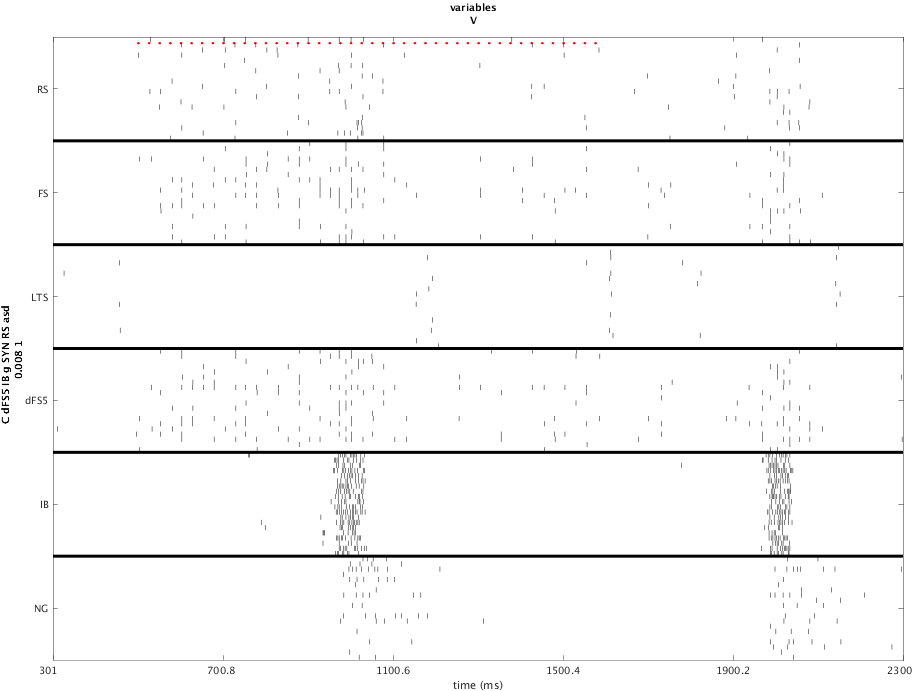 variables
V
RS
FS
LTS
dFS5
IB
NG
C dFS5 IB g SYN RS asd
0.008 1
301
700.8
1100.6
1500.4
1900.2
2300
time (ms)